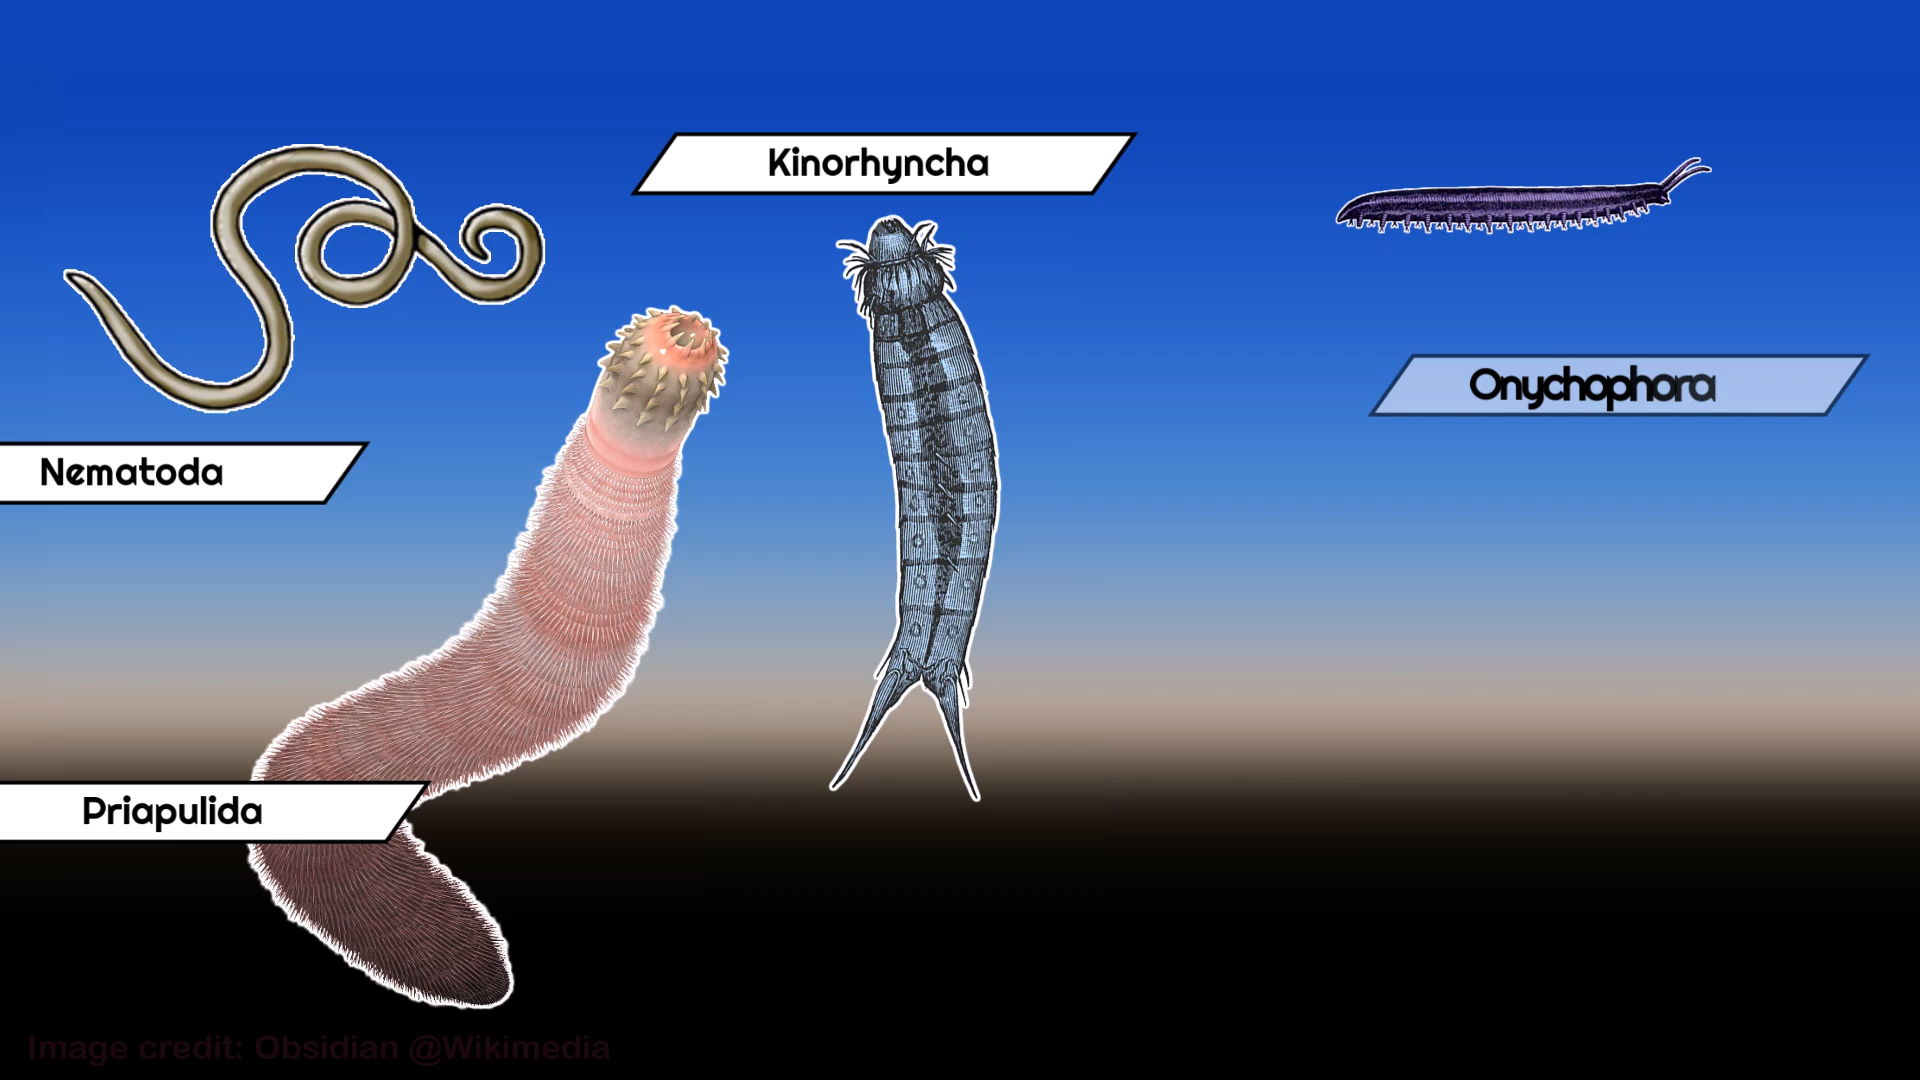 Kinorhyncha
Onychophora
Nematoda
Priapulida
Image credit: Obsidian @Wikimedia